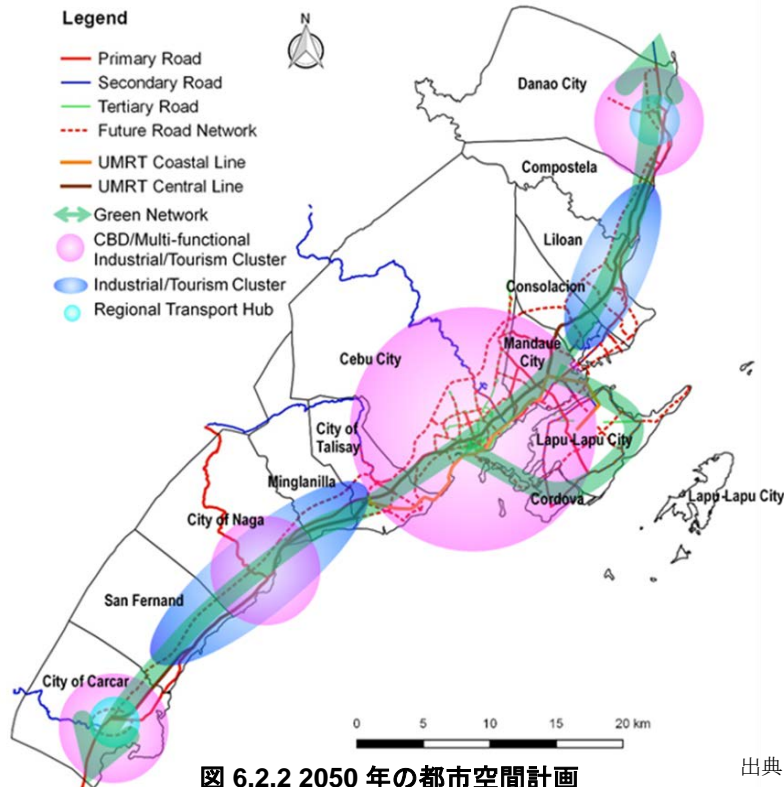 Legend
Primary Road
Secondary Road
Tertiary Road
Future Road Network
UMRT Coastal Line
UMRT Central Line
Green Network
CBD/Multi-functional
Industrial/Tourism Cluster
Industrial/Tourism Cluster
Regional Transport Hub
N
Danao City
Compostela
Liloan
Consolacion
Mandaue
City
Cebu City
City of
Talisay
Lapu-Lapu City
Minglanilla
Cordova
Lapu-Lapu City
City of Naga
San Fernand
City of Carcar
0 5 10 15 20 km
図 6.2.2 2050 年の都市空間計画
出典